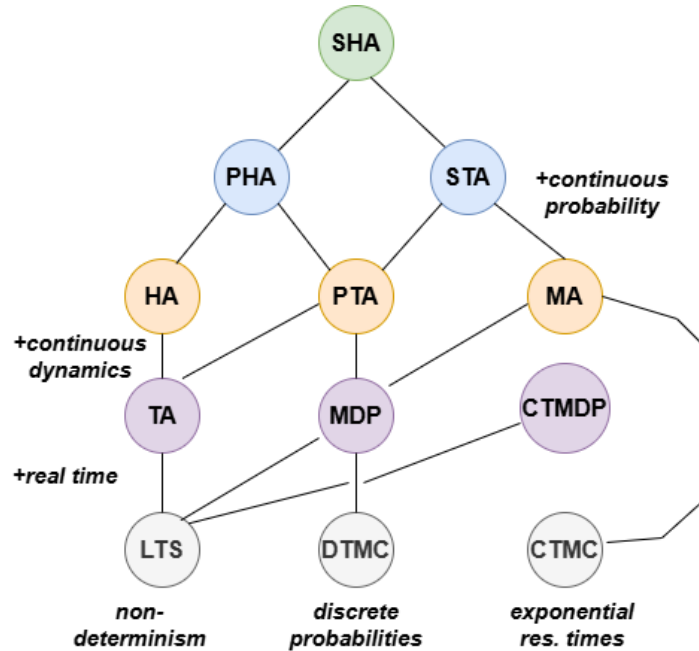 SHA
PHA
STA
+continuous
probability
HA
PTA
MA
+continuous
dynamics
TA
MDP
CTMDP
+real time
LTS
DTMC
CTMC
non-
determinism
discrete
probabilities
exponential
res. times